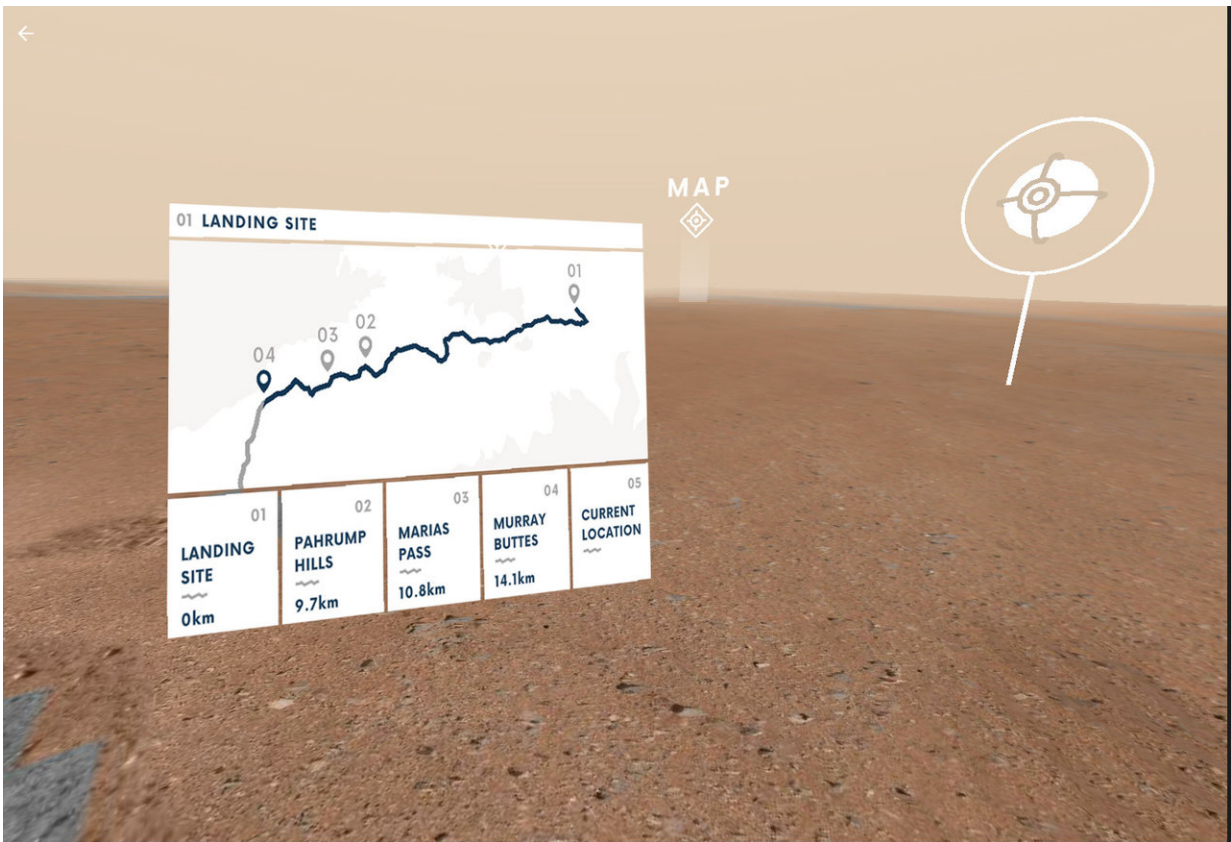 MAP
01 LANDING SITE
01
02
03
04
01
LANDING
SITE
0km
02
PAHRUMP
HILLS
9.7km
03
MARIAS
PASS
10.8km
04
MURRAY
BUTTES
14.1km
05
CURRENT
LOCATION